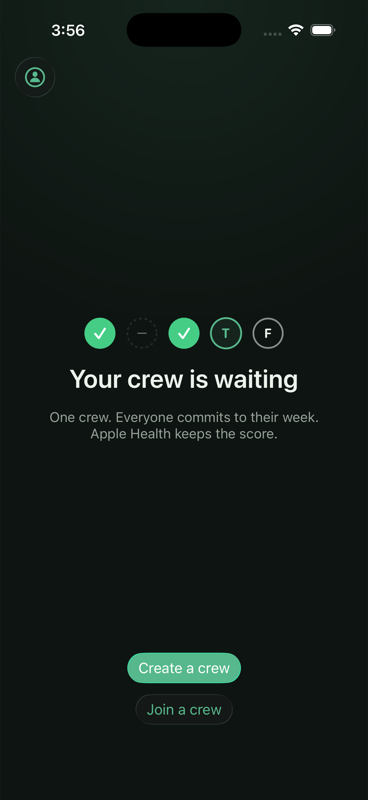 3:56
T F
Your crew is waiting
One crew. Everyone commits to their week.
Apple Health keeps the score.
Create a crew
Join a crew